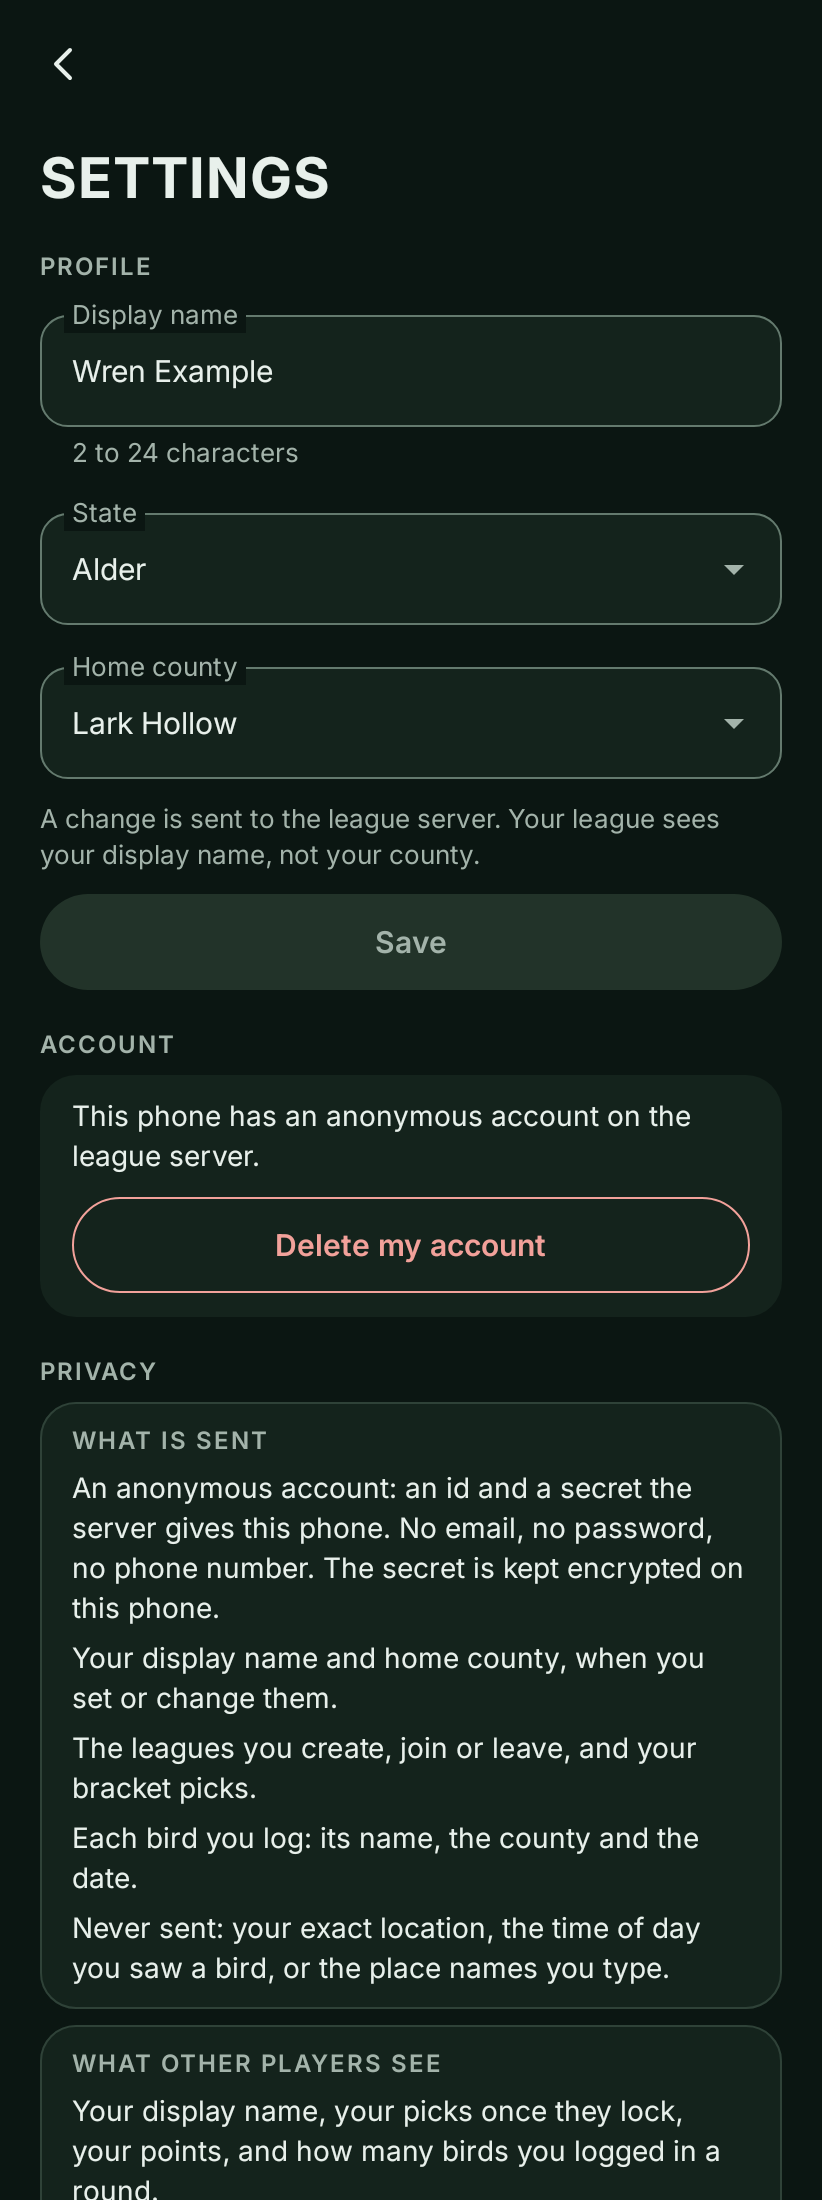 SETTINGS
PROFILE
Display name
Wren Example
2 to 24 characters
State
Alder
Home county
Lark Hollow
A change is sent to the league server. Your league sees
your display name, not your county.
Save
ACCOUNT
This phone has an anonymous account on the
league server.
Delete my account
PRIVACY
WHAT IS SENT
An anonymous account: an id and a secret the
server gives this phone. No email, no password,
no phone number. The secret is kept encrypted on
this phone.
Your display name and home county, when you
set or change them.
The leagues you create, join or leave, and your
bracket picks.
Each bird you log: its name, the county and the
date.
Never sent: your exact location, the time of day
you saw a bird, or the place names you type.
WHAT OTHER PLAYERS SEE
Your display name, your picks once they lock,
your points, and how many birds you logged in a
round.